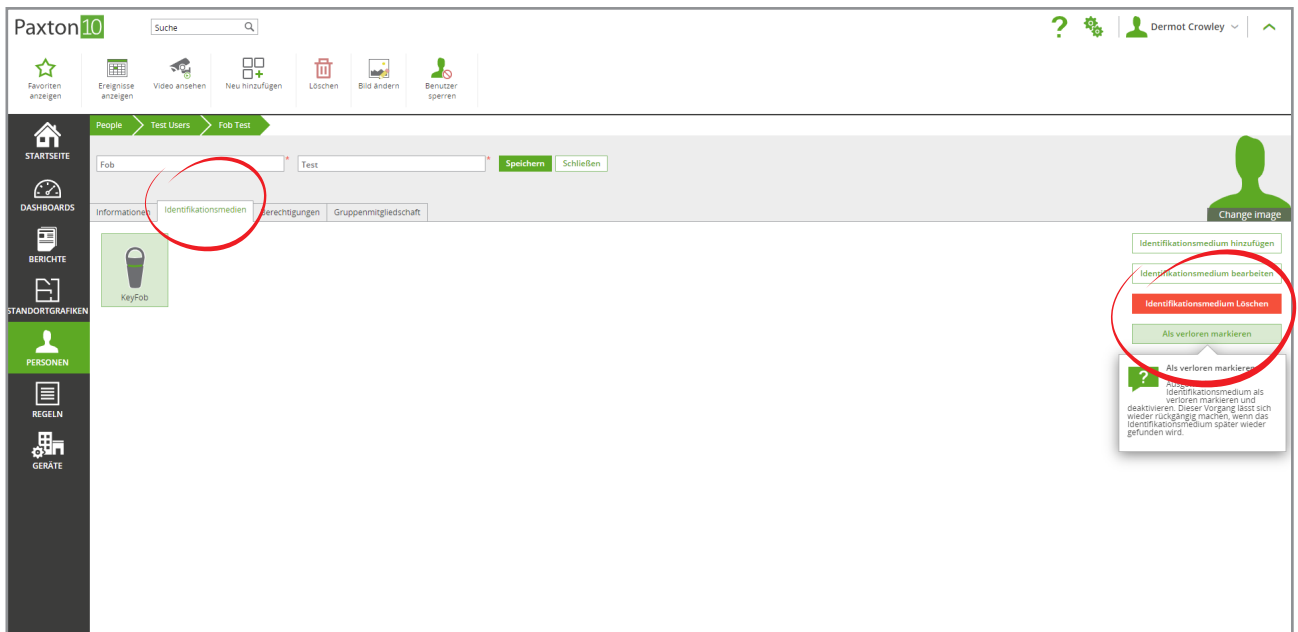 Paxton10
Suche
?
Dermot Crowley
Favoriten
anzeigen
Ereignisse
anzeigen
Video ansehen
Neu hinzufügen
Löschen
Bild ändern
Benutzer
sperren
People
Test Users
Fob Test
STARTSEITE
DASHBOARDS
BERICHTE
STANDORTGRAFIKEN
PERSONEN
REGELN
GERÄTE
Fob
*
Test
*
Speichern
Schließen
Change image
Informationen
Identifikationsmedien
Berechtigungen
Gruppenmitgliedschaft
KeyFob
Identifikationsmedium hinzufügen
Identifikationsmedium bearbeiten
Identifikationsmedium Löschen
Als verloren markieren
?
Als verloren markieren
Identifikationsmedium als
verloren markieren und
deaktivieren. Dieser Vorgang lässt sich
wieder rückgängig machen, wenn das
Identifikationsmedium später wieder
gefunden wird.